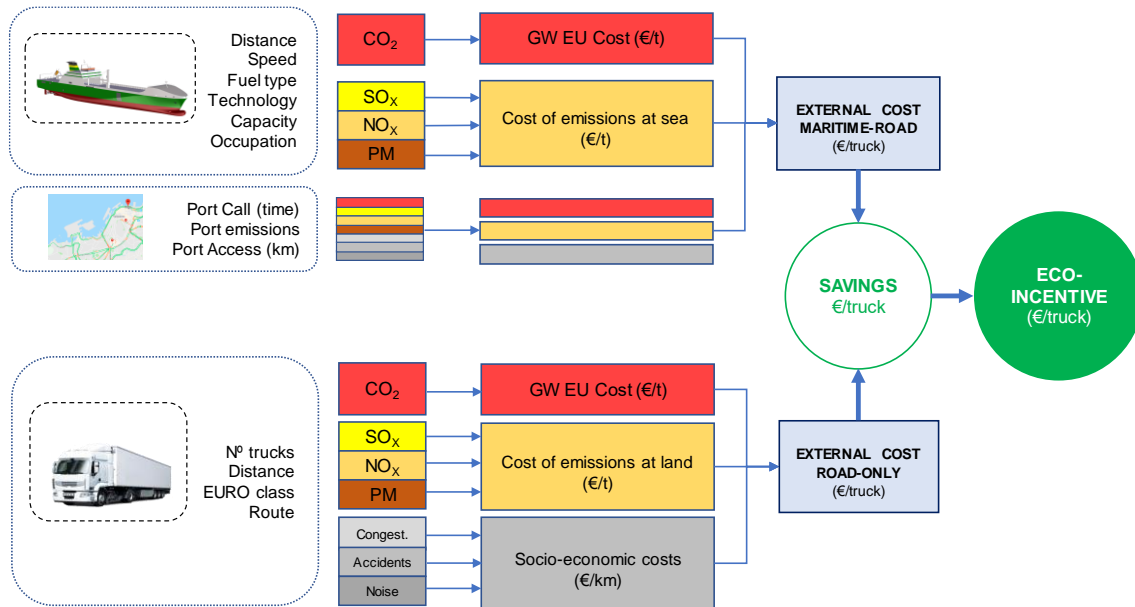 Distance
Speed
Fuel type
Technology
Capacity
Occupation
CO₂
GW EU Cost (€/t)
SOX
NOX
PM
Cost of emissions at sea
(€/t)
EXTERNAL COST
MARITIME-ROAD
(€/truck)
Port Call (time)
Port emissions
Port Access (km)
SAVINGS
€/truck
ECO-
INCENTIVE
(€/truck)
Nº trucks
Distance
EURO class
Route
CO₂
GW EU Cost (€/t)
SOX
NOX
PM
Cost of emissions at land
(€/t)
EXTERNAL COST
ROAD-ONLY
(€/truck)
Congest.
Accidents
Noise
Socio-economic costs
(€/km)